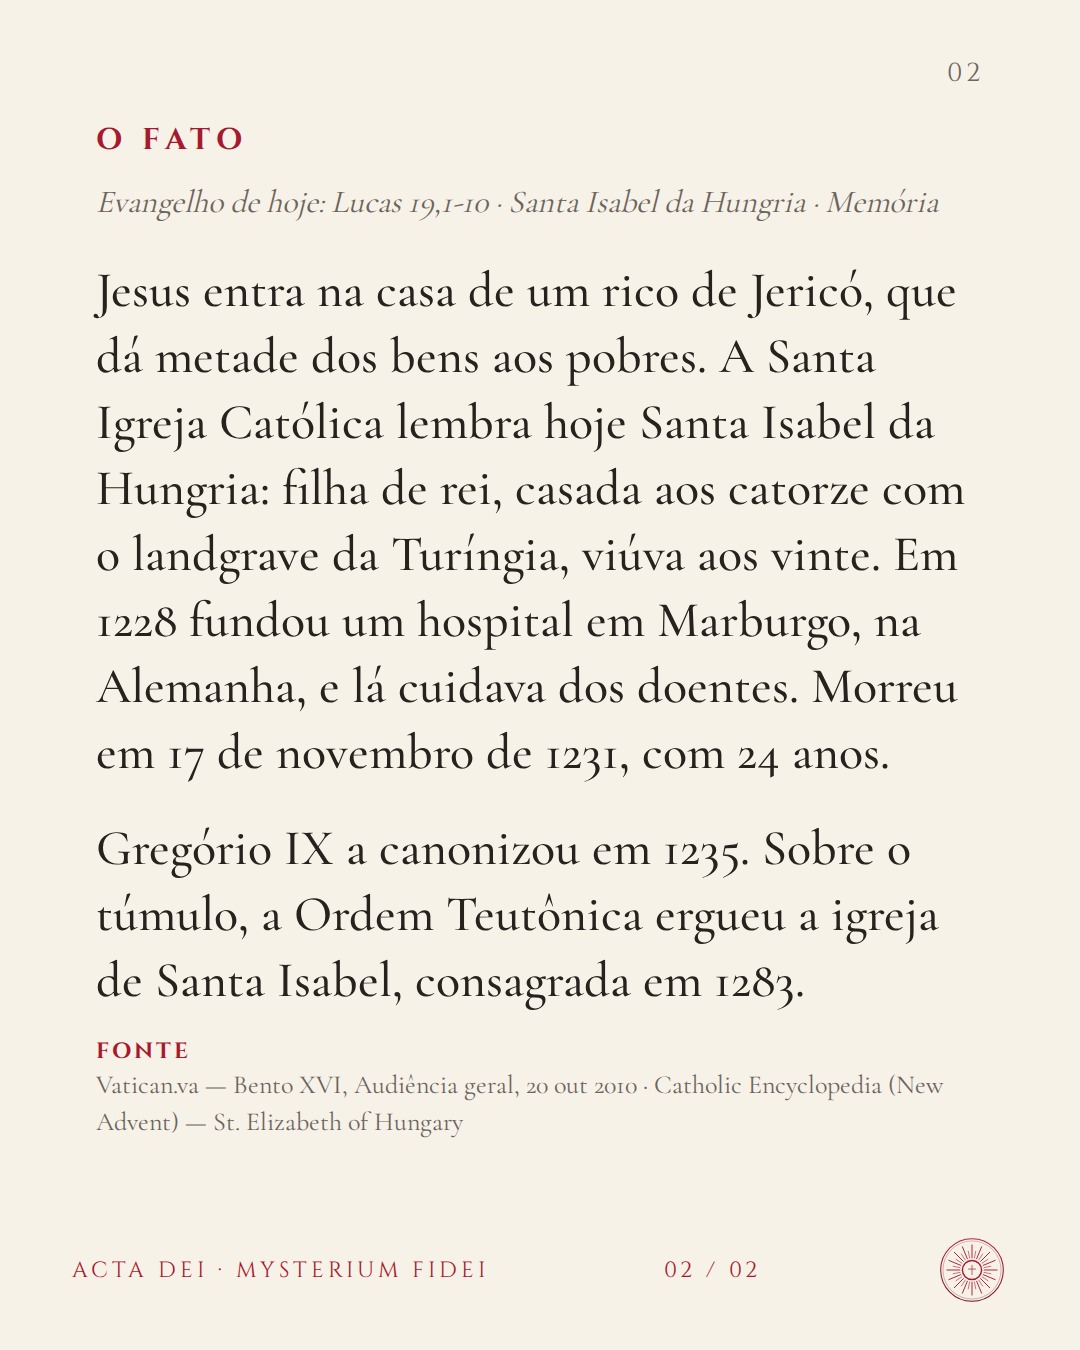 02
O FATO
Evangelho de hoje: Lucas 19,1-10 · Santa Isabel da Hungria · Memória
Jesus entra na casa de um rico de Jericó, que
dá metade dos bens aos pobres. A Santa
Igreja Católica lembra hoje Santa Isabel da
Hungria: filha de rei, casada aos catorze com
o landgrave da Turíngia, viúva aos vinte. Em
1228 fundou um hospital em Marburgo, na
Alemanha, e lá cuidava dos doentes. Morreu
em 17 de novembro de 1231, com 24 anos.
Gregório IX a canonizou em 1235. Sobre o
túmulo, a Ordem Teutônica ergueu a igreja
de Santa Isabel, consagrada em 1283.
FONTE
Vatican.va — Bento XVI, Audiência geral, 20 out 2010 · Catholic Encyclopedia (New
Advent) — St. Elizabeth of Hungary
ACTA DEI · MYSTERIUM FIDEI
02 / 02